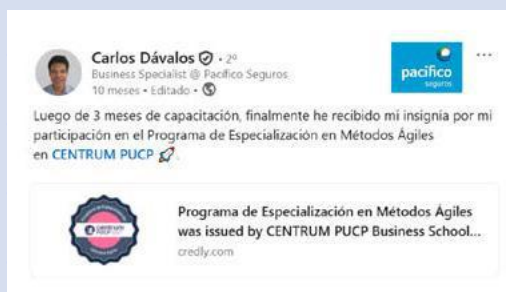 Carlos Dávalos · 2º
Business Specialist @ Pacífico Seguros
10 meses • Editado •
pacífico
seguros
Luego de 3 meses de capacitación, finalmente he recibido mi insignia por mi
participación en el Programa de Especialización en Métodos Ágiles
en CENTRUM PUCP 🚀.
Programa de Especialización en Métodos Ágiles
was issued by CENTRUM PUCP Business School...
credly.com
centrum